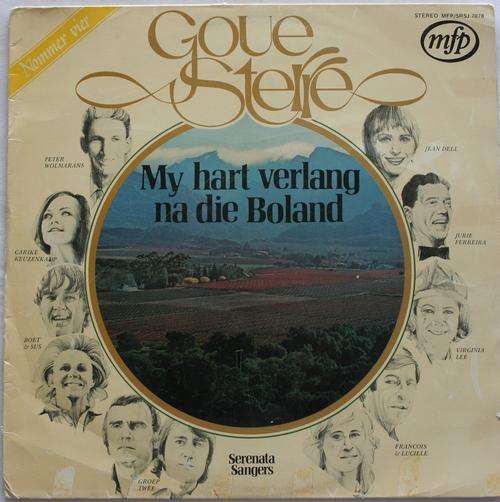 Nommer vier
Goue
Sterre
STEREO MFP/SRSJ 7878
mfp
My hart verlang
na die Boland
PETER
WOLMARANS
JEAN DELL
CARIKE
KEUZENKAMP
JURIE
FERREIRA
BOET
& SUS
VIRGINIA
LEE
GROEP
TWEE
FRANCOIS
& LUCILLE
Serenata
Sangers